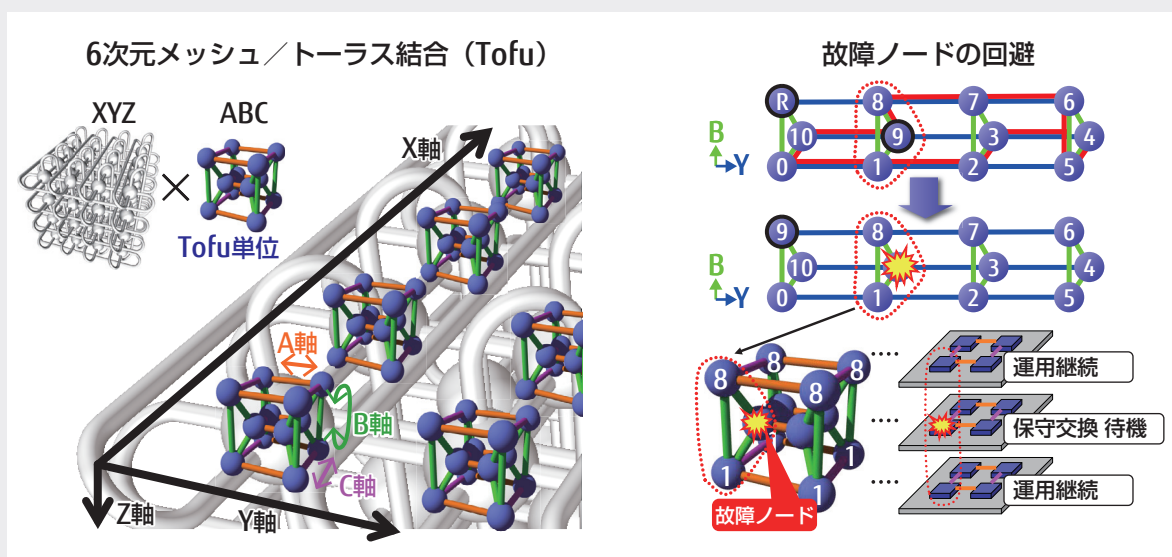 6次元メッシュ／トーラス結合（Tofu）
XYZ
ABC
Tofu単位
X軸
A軸
B軸
C軸
Z軸
Y軸
故障ノードの回避
R 8 7 6
10 9 3 4
0 1 2 5
B
Y
9 8 7 6
10 3 4
0 1 2 5
B
Y
8 8
8 8
1
1 1
1
故障ノード
運用継続
保守交換 待機
運用継続